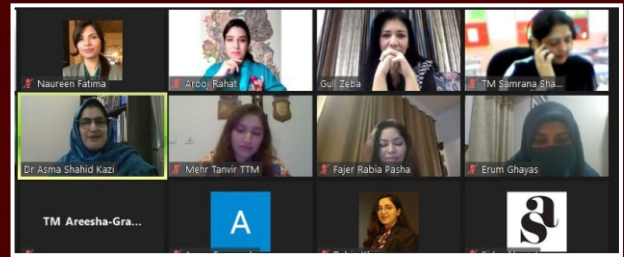 Naureen Fatima
Arooj Rahat
Gull Zeba
TM Samrana Sha...
Dr Asma Shahid Kazi
Mehr Tanvir TTM
Fajer Rabia Pasha
Erum Ghayas
TM Areesha-Gra...
A
sa